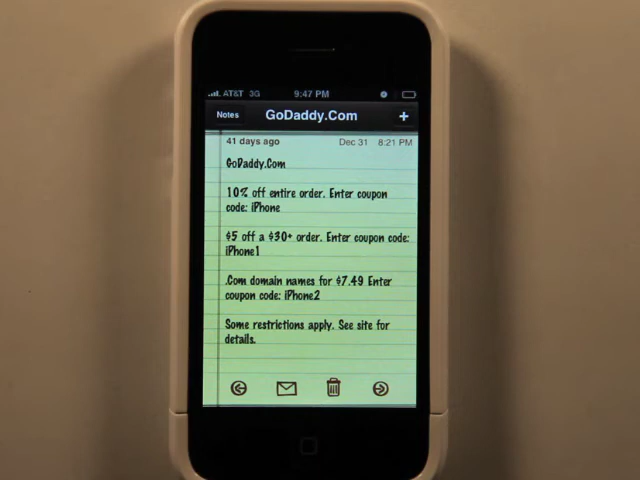 AT&T 3G 9:47 PM
Notes GoDaddy.Com +
41 days ago Dec 31 8:21 PM
GoDaddy.Com
10% off entire order. Enter coupon
code: iPhone
$5 off a $30+ order. Enter coupon code:
iPhone1
.Com domain names for $7.49 Enter
coupon code: iPhone2
Some restrictions apply. See site for
details.